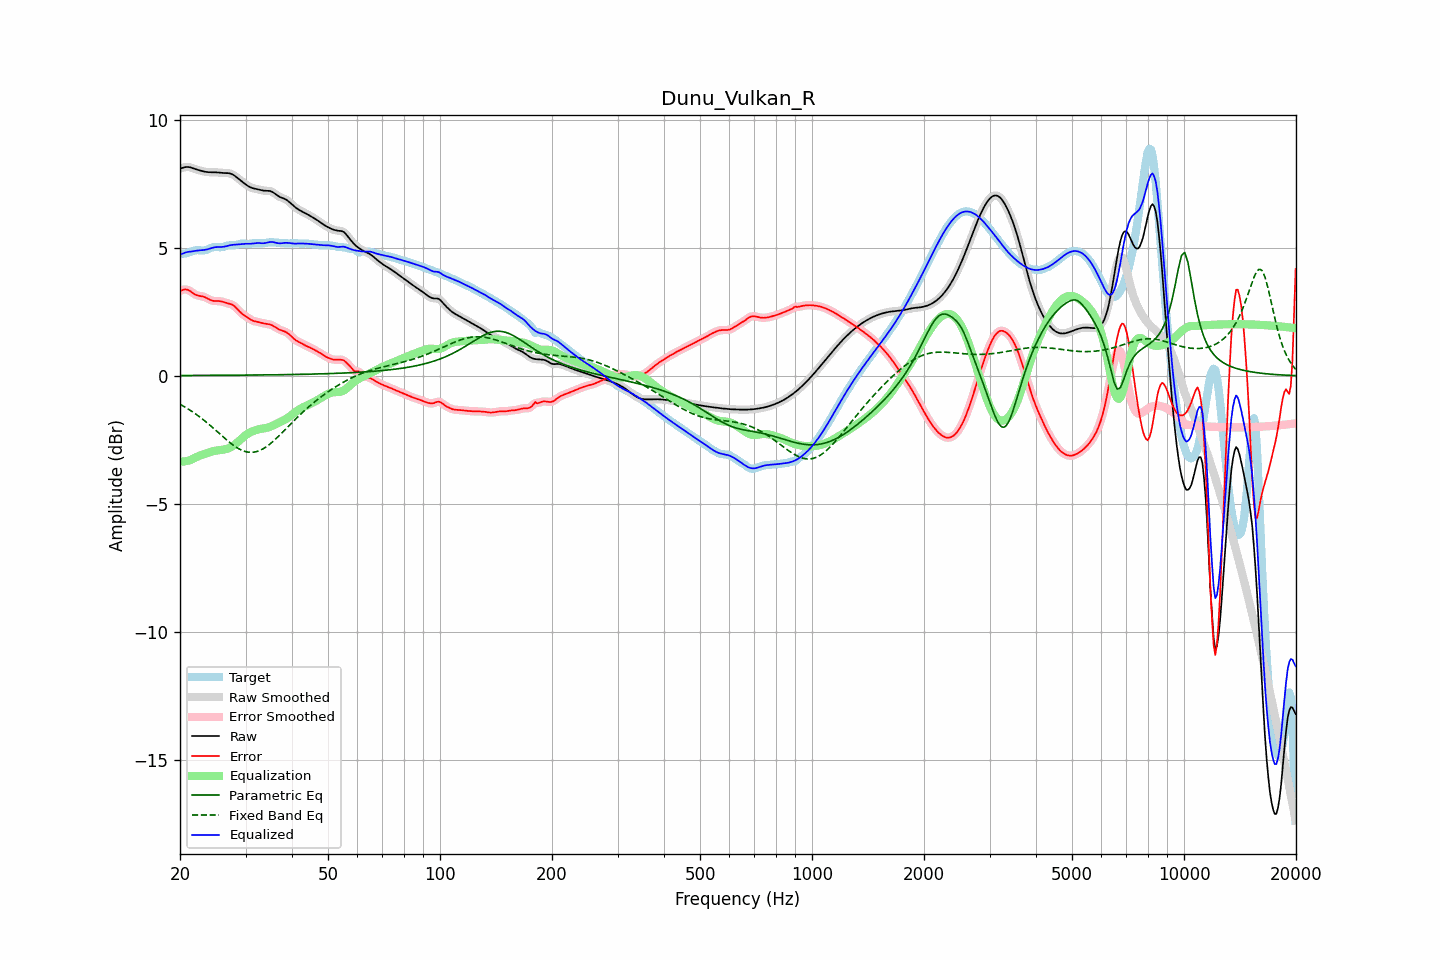 Dunu_Vulkan_R
10
5
0
−5
−10
−15
Amplitude (dBr)
Target
Raw Smoothed
Error Smoothed
Raw
Error
Equalization
Parametric Eq
Fixed Band Eq
Equalized
20 50 100 200 500 1000 2000 5000 10000 20000
Frequency (Hz)